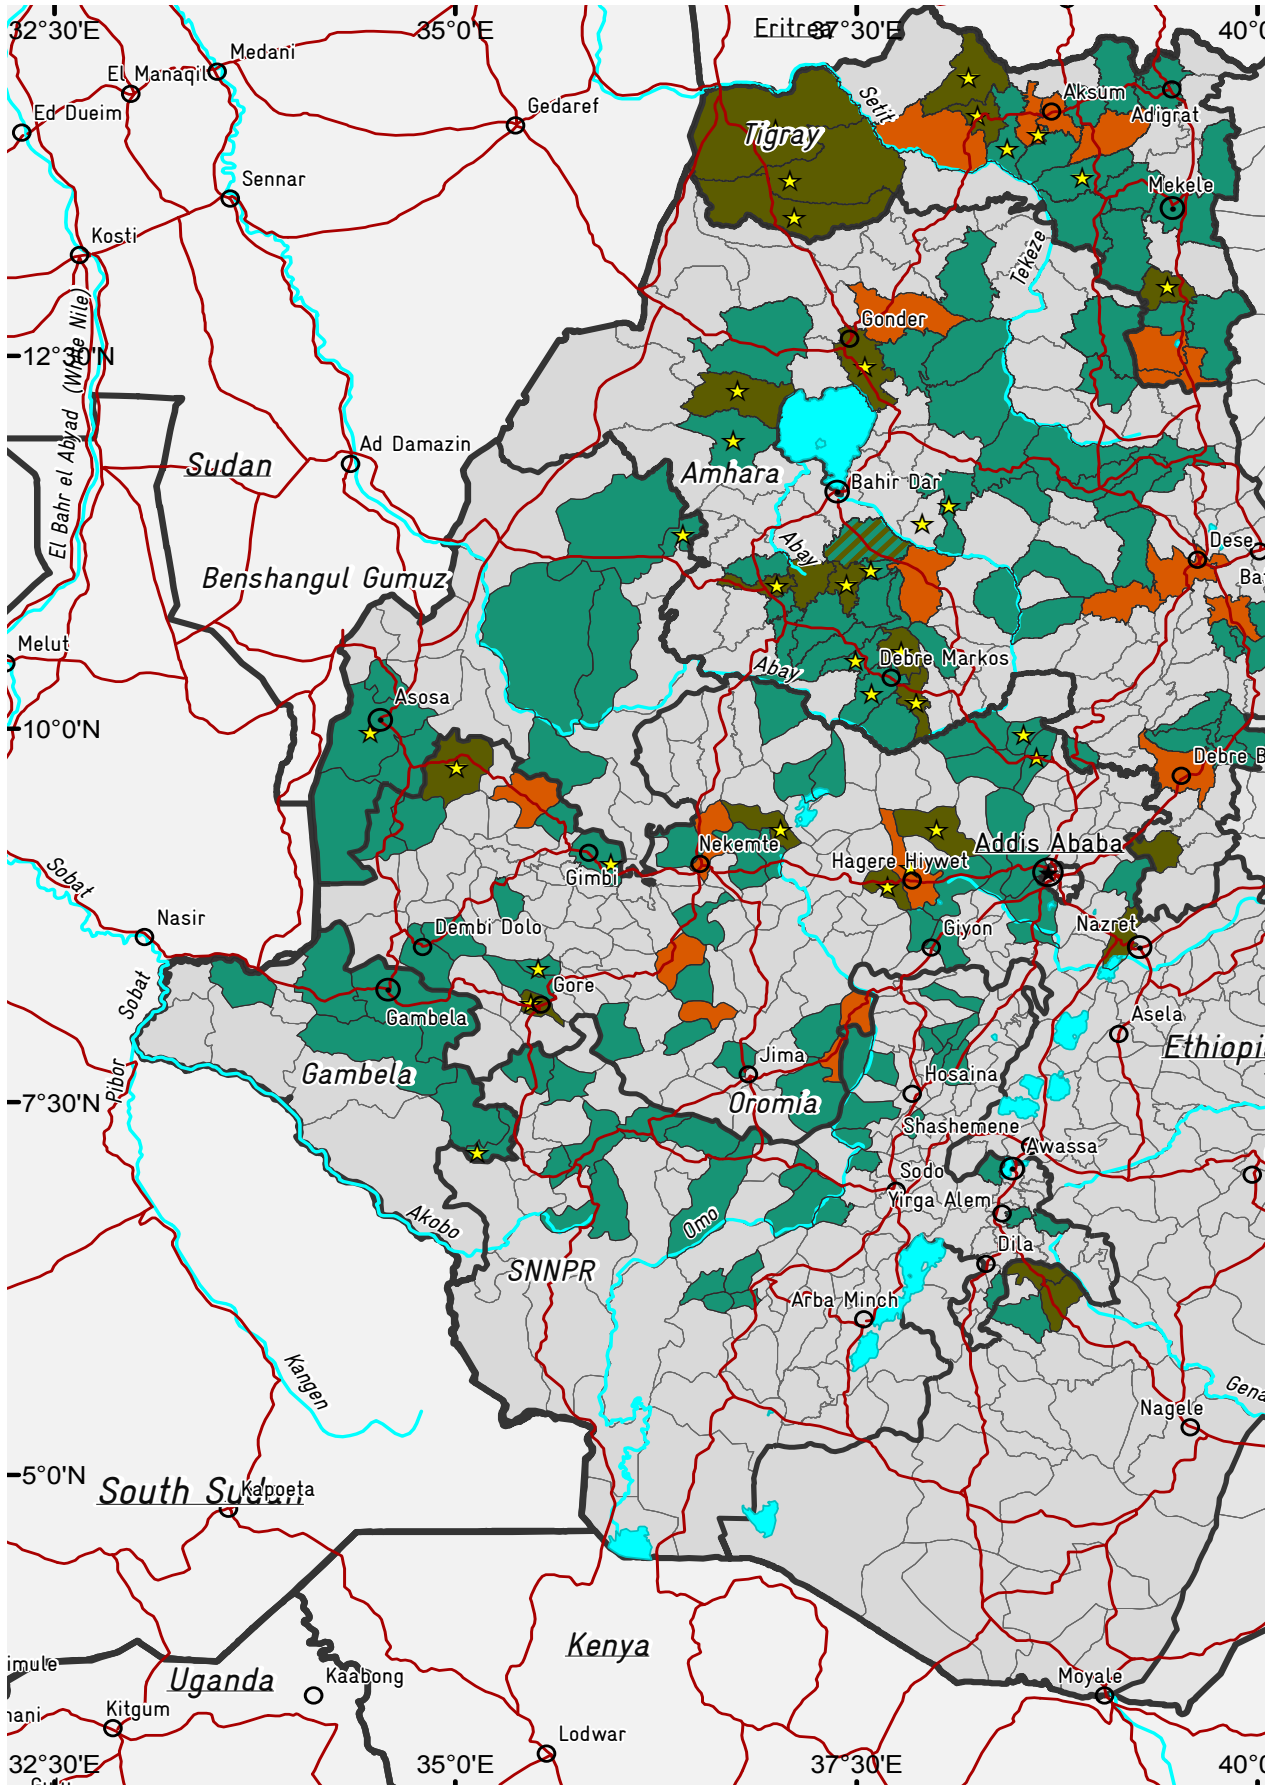 32°30'E
35°0'E
37°30'E
40°0
Eritrea
Medani
El Manaqil
Ed Dueim
Gedaref
Setit
Aksum
Adigrat
Tigray
Sennar
Mekele
Kosti
Tekeze
El Bahr el Abyad (White Nile)
Gonder
12°30'N
Ad Damazin
Sudan
Amhara
Bahir Dar
Abay
Dese
Bat
Benshangul Gumuz
Melut
Abay
Debre Markos
Asosa
10°0'N
Debre B
Nekemte
Hagere Hiywet
Addis Ababa
Gimbi
Sobat
Nasir
Dembi Dolo
Giyon
Nazret
Sobat
Gore
Gambela
Asela
Ethiopi
Pibor
Gambela
Jima
Hosaina
7°30'N
Oromia
Shashemene
Awassa
Sodo
Yirga Alem
Akobo
Omo
Dila
SNNPR
Arba Minch
Kangen
Gena
Nagele
5°0'N
South Sudan
Kapoeta
Kenya
imule
Uganda
Kaabong
Moyale
mani
Kitgum
Lodwar
32°30'E
35°0'E
37°30'E
40°0